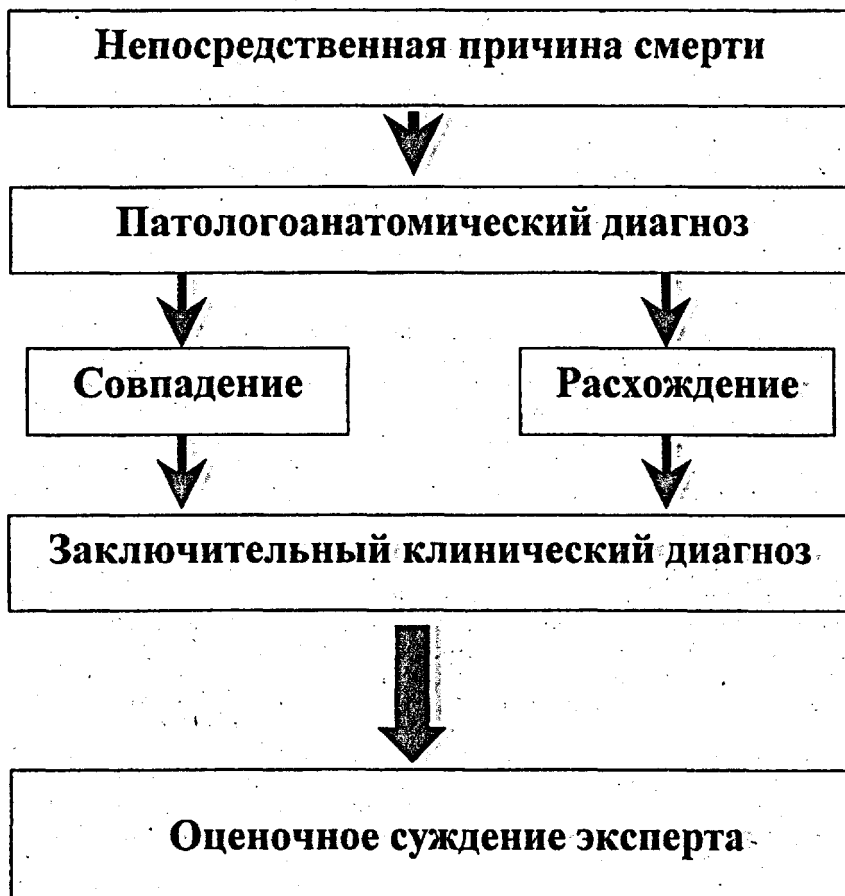 Непосредственная причина смерти
Патологоанатомический диагноз
Совпадение
Расхождение
Заключительный клинический диагноз
Оценочное суждение эксперта